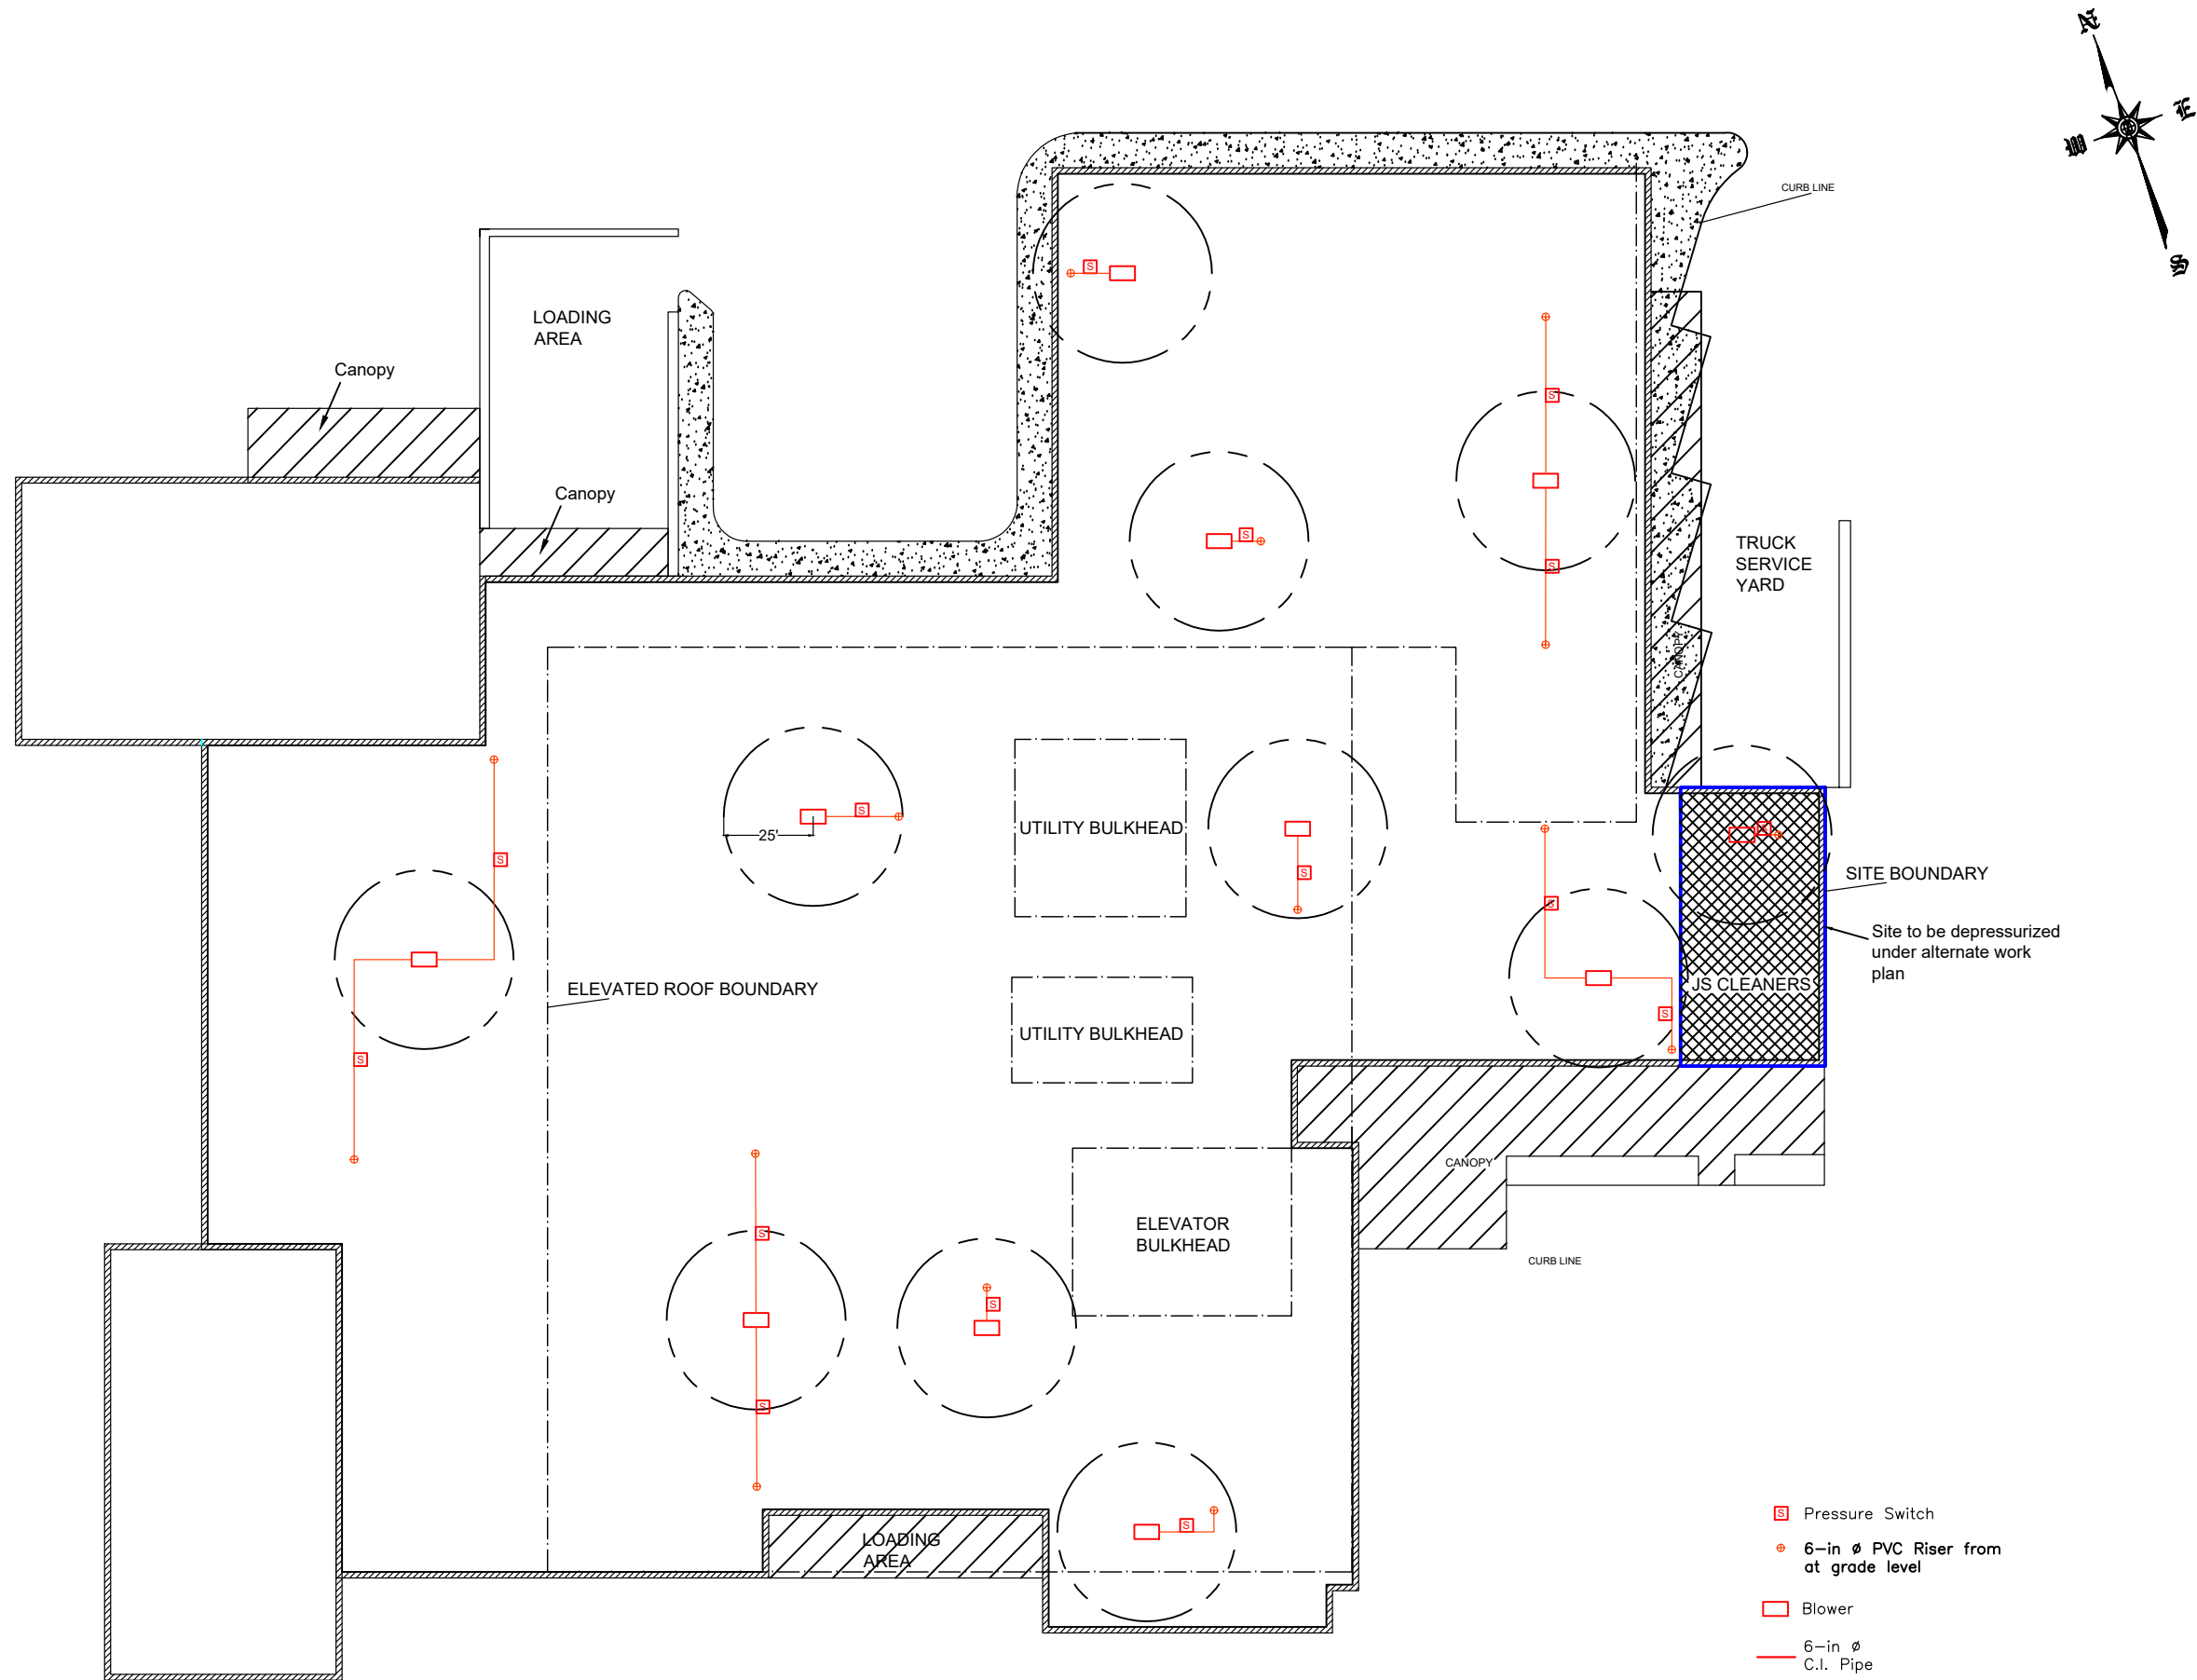 N
E
W
S
CURB LINE
LOADING
AREA
Canopy
Canopy
S
S
S
S
TRUCK
SERVICE
YARD
CANOPY
S
S
25'
UTILITY BULKHEAD
S
S
S
SITE BOUNDARY
S
Site to be depressurized
under alternate work
plan
JS CLEANERS
ELEVATED ROOF BOUNDARY
UTILITY BULKHEAD
S
S
CANOPY
ELEVATOR
BULKHEAD
S
S
CURB LINE
S
LOADING
AREA
S
S Pressure Switch
6-in ø PVC Riser from
at grade level
Blower
6-in ø
C.I. Pipe